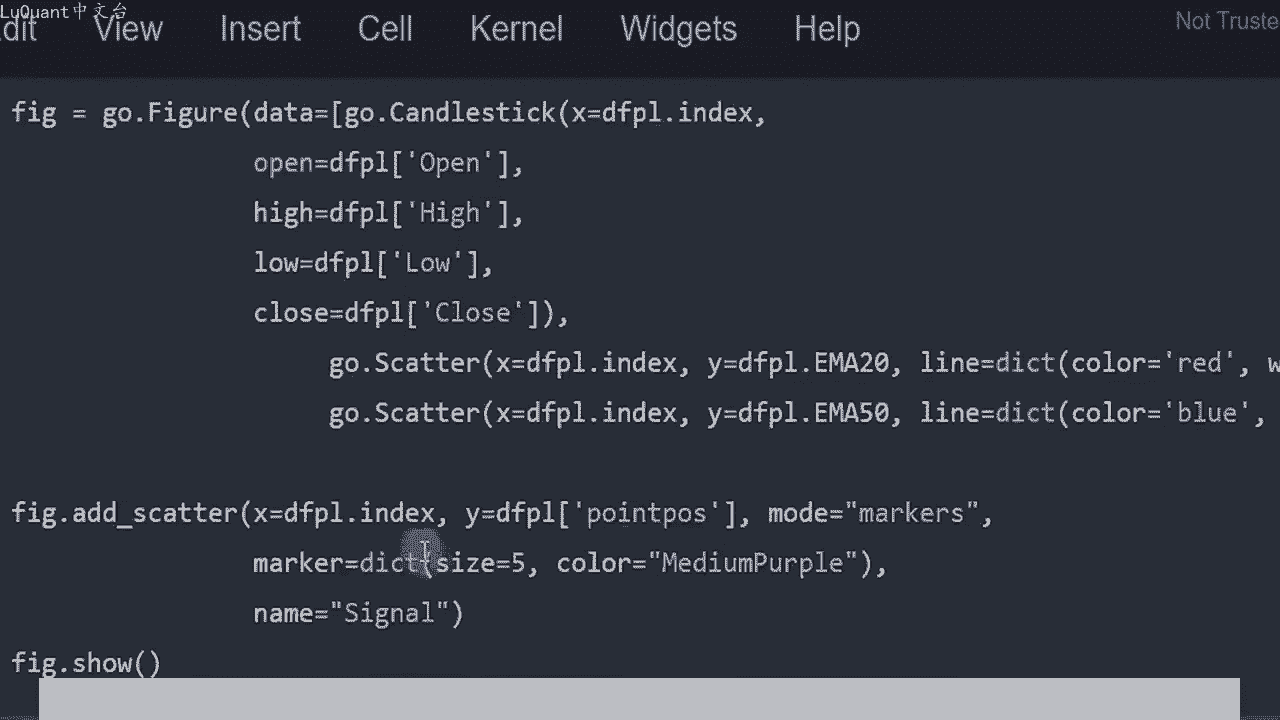 LuQuant中文台
dit View Insert Cell Kernel Widgets Help Not Truste
fig = go.Figure(data=[go.Candlestick(x=dfpl.index,
open=dfpl['Open'],
high=dfpl['High'],
low=dfpl['Low'],
close=dfpl['Close']),
go.Scatter(x=dfpl.index, y=dfpl.EMA20, line=dict(color='red', w
go.Scatter(x=dfpl.index, y=dfpl.EMA50, line=dict(color='blue',
fig.add_scatter(x=dfpl.index, y=dfpl['pointpos'], mode="markers",
marker=dict(size=5, color="MediumPurple"),
name="Signal")
fig.show()